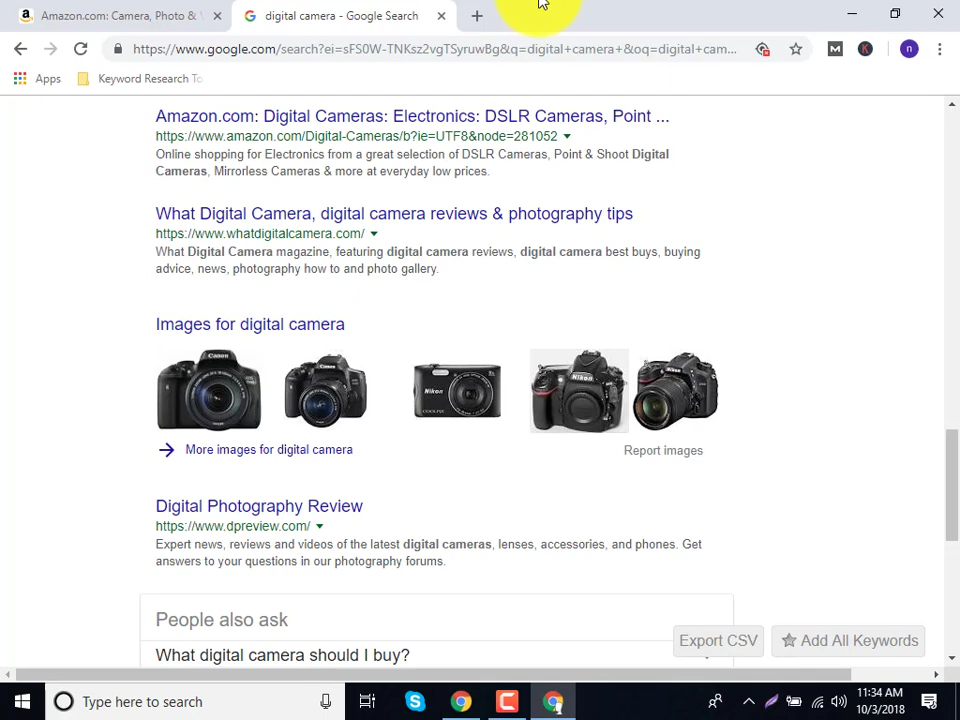 Amazon.com: Camera, Photo &
digital camera - Google Search
https://www.google.com/search?ei=sFS0W-TNKsz2vgTSyruwBg&q=digital+camera+&oq=digital+cam...
Apps
Keyword Research To
Amazon.com: Digital Cameras: Electronics: DSLR Cameras, Point ...
https://www.amazon.com/Digital-Cameras/b?ie=UTF8&node=281052
Online shopping for Electronics from a great selection of DSLR Cameras, Point & Shoot Digital
Cameras, Mirrorless Cameras & more at everyday low prices.
What Digital Camera, digital camera reviews & photography tips
https://www.whatdigitalcamera.com/
What Digital Camera magazine, featuring digital camera reviews, digital camera best buys, buying
advice, news, photography how to and photo gallery.
Images for digital camera
Canon
Canon
Nikon
COOLPIX
Nikon
Nikon
More images for digital camera
Report images
Digital Photography Review
https://www.dpreview.com/
Expert news, reviews and videos of the latest digital cameras, lenses, accessories, and phones. Get
answers to your questions in our photography forums.
People also ask
Export CSV
Add All Keywords
What digital camera should I buy?
Type here to search
11:34 AM
10/3/2018